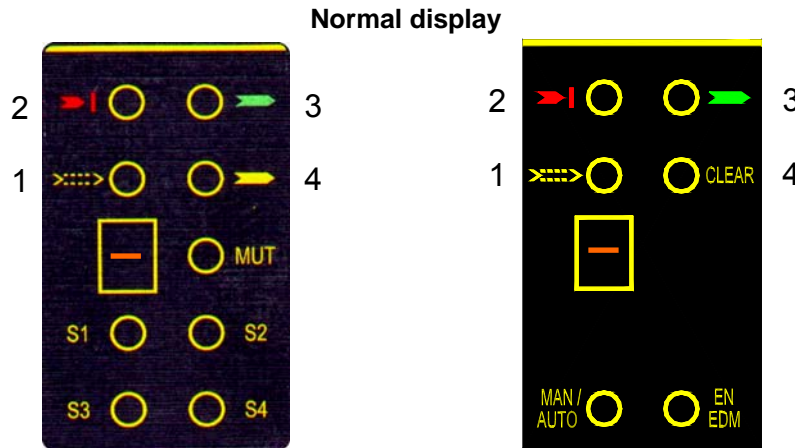 Normal display
2 3
1 4
MUT
S1 S2
S3 S4
2 3
1 CLEAR 4
MAN / EN
AUTO EDM